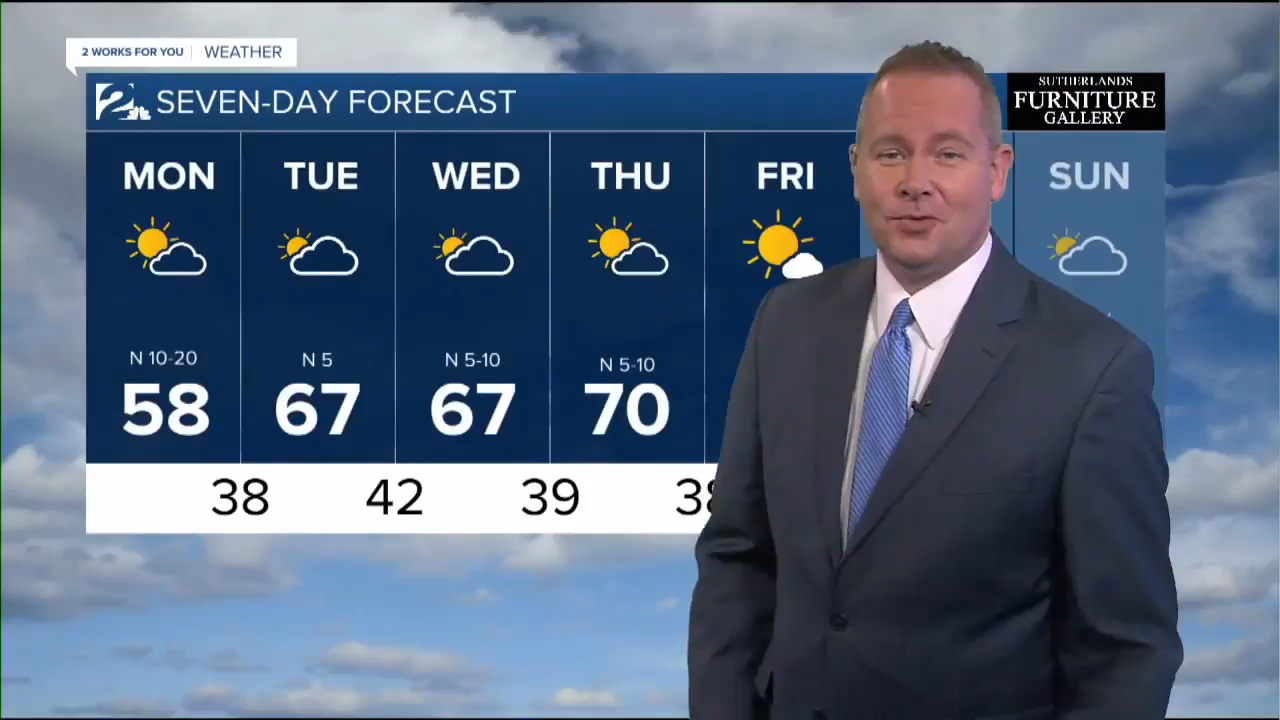 2 WORKS FOR YOU | WEATHER
2 SEVEN-DAY FORECAST
SUTHERLANDS
FURNITURE
GALLERY
MON TUE WED THU FRI SUN
N 10-20 N 5 N 5-10 N 5-10
58 67 67 70
38 42 39